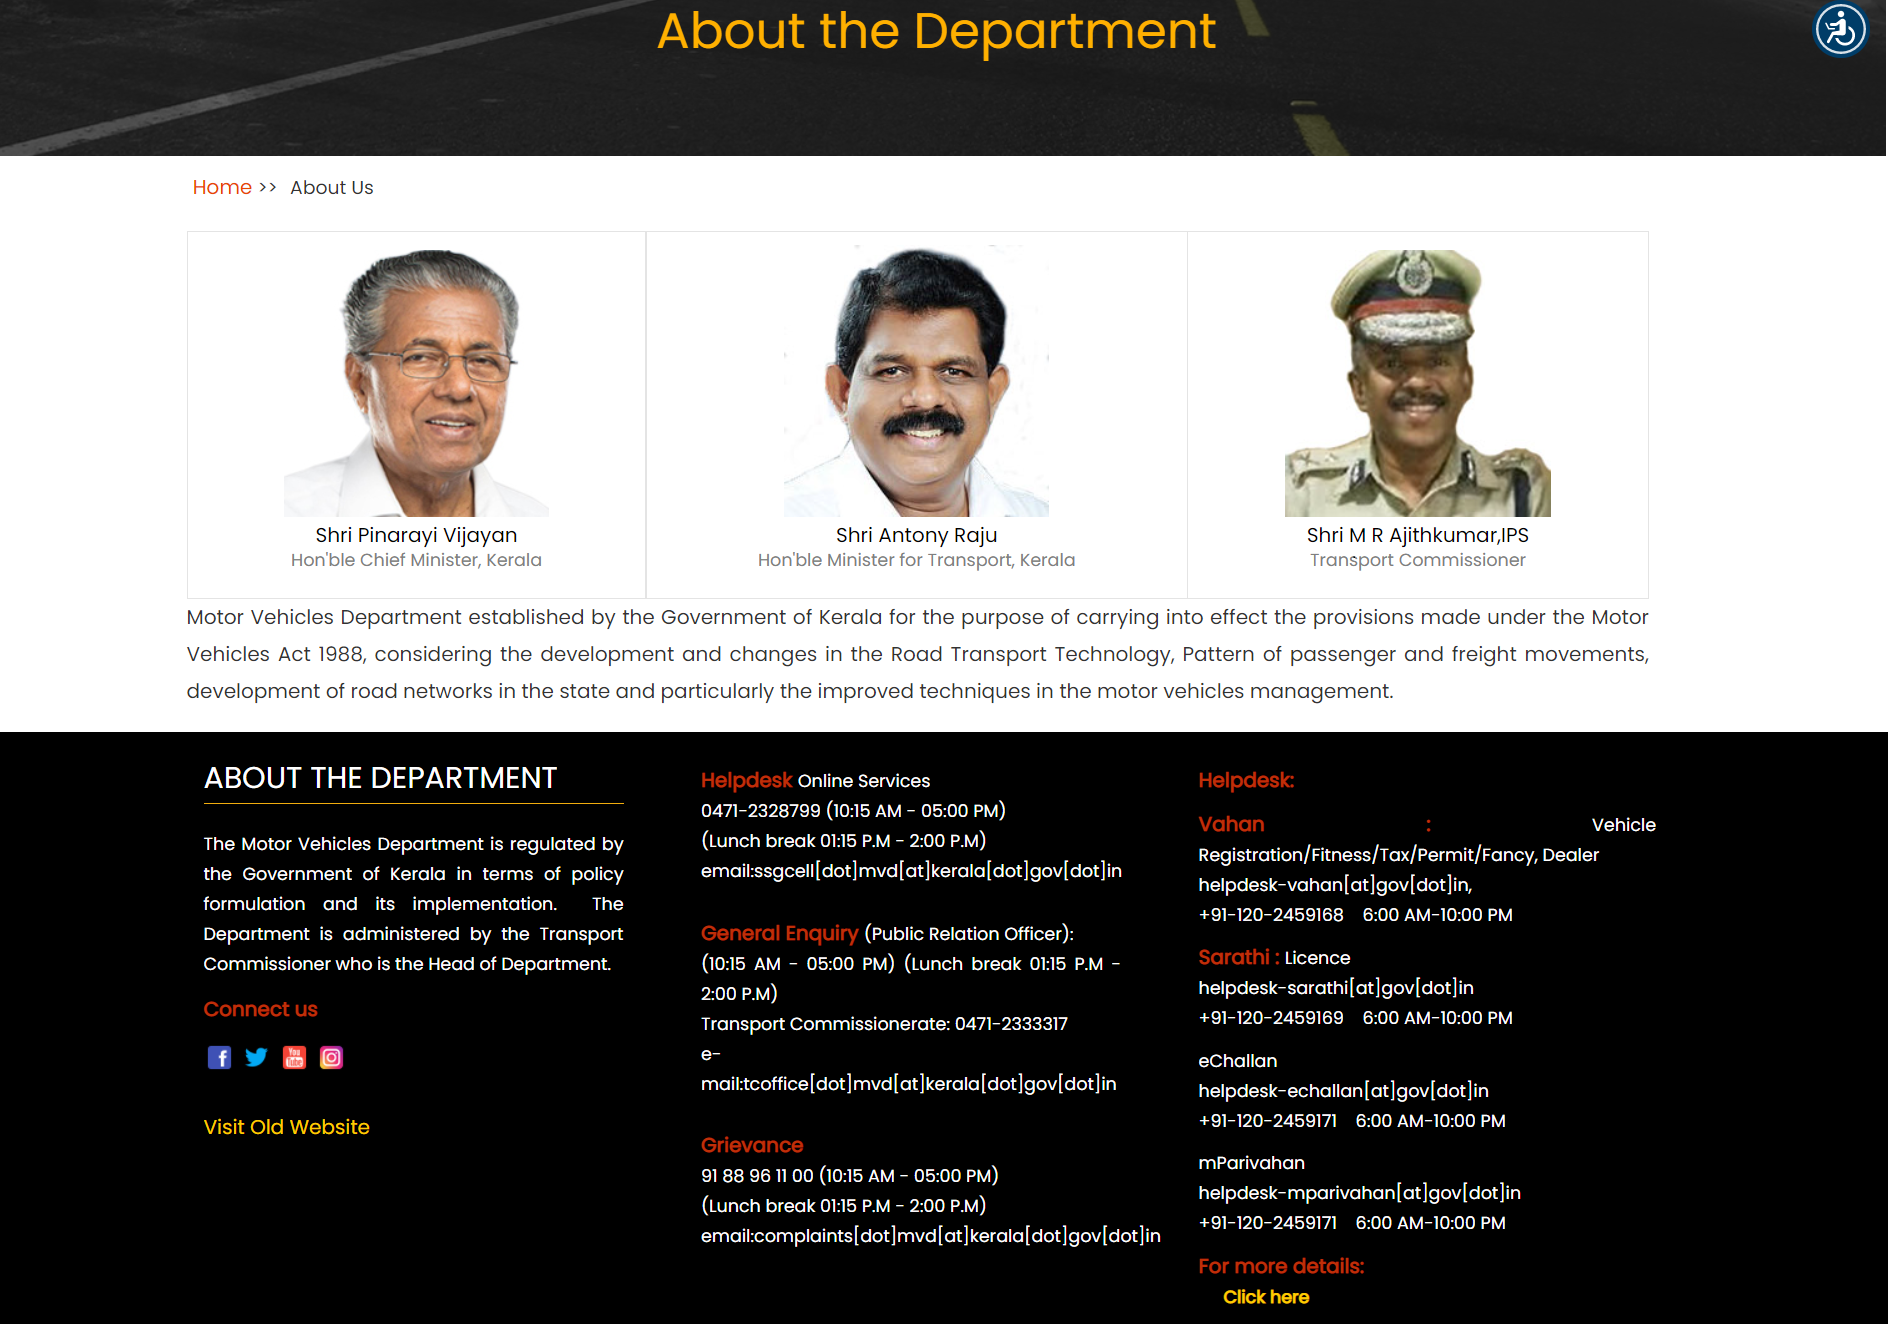 About the Department
Home >> About Us
Shri Pinarayi Vijayan
Hon'ble Chief Minister, Kerala
Shri Antony Raju
Hon'ble Minister for Transport, Kerala
Shri M R Ajithkumar,IPS
Transport Commissioner
Motor Vehicles Department established by the Government of Kerala for the purpose of carrying into effect the provisions made under the Motor
Vehicles Act 1988, considering the development and changes in the Road Transport Technology, Pattern of passenger and freight movements,
development of road networks in the state and particularly the improved techniques in the motor vehicles management.
ABOUT THE DEPARTMENT
The Motor Vehicles Department is regulated by
the Government of Kerala in terms of policy
formulation and its implementation. The
Department is administered by the Transport
Commissioner who is the Head of Department.
Connect us
You Tube
Visit Old Website
Helpdesk Online Services
0471-2328799 (10:15 AM - 05:00 PM)
(Lunch break 01:15 P.M - 2:00 P.M)
email:ssgcell[dot]mvd[at]kerala[dot]gov[dot]in
General Enquiry (Public Relation Officer):
(10:15 AM - 05:00 PM) (Lunch break 01:15 P.M -
2:00 P.M)
Transport Commissionerate: 0471-2333317
e-
mail:tcoffice[dot]mvd[at]kerala[dot]gov[dot]in
Grievance
91 88 96 11 00 (10:15 AM - 05:00 PM)
(Lunch break 01:15 P.M - 2:00 P.M)
email:complaints[dot]mvd[at]kerala[dot]gov[dot]in
Helpdesk:
Vahan : Vehicle
Registration/Fitness/Tax/Permit/Fancy, Dealer
helpdesk-vahan[at]gov[dot]in,
+91-120-2459168 6:00 AM-10:00 PM
Sarathi : Licence
helpdesk-sarathi[at]gov[dot]in
+91-120-2459169 6:00 AM-10:00 PM
eChallan
helpdesk-echallan[at]gov[dot]in
+91-120-2459171 6:00 AM-10:00 PM
mParivahan
helpdesk-mparivahan[at]gov[dot]in
+91-120-2459171 6:00 AM-10:00 PM
For more details:
Click here